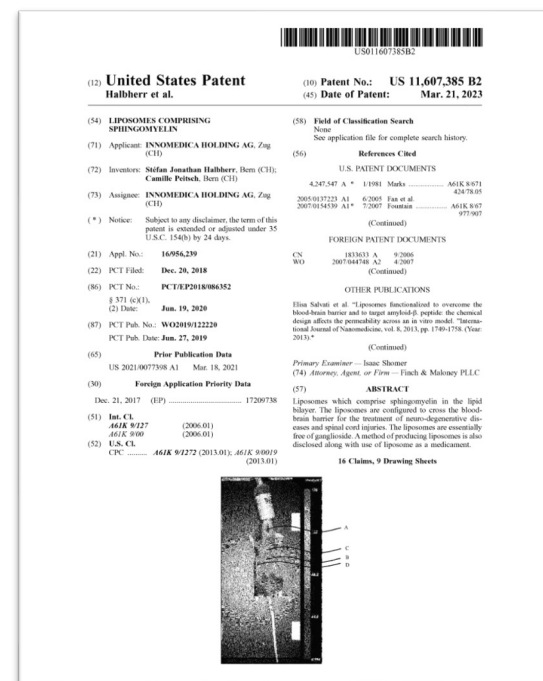 US011607385B2
(12) United States Patent
Halbherr et al.
(10) Patent No.: US 11,607,385 B2
(45) Date of Patent: Mar. 21, 2023
(54) LIPOSOMES COMPRISING
SPHINGOMYELIN
(71) Applicant: INNOMEDICA HOLDING AG, Zug
(CH)
(72) Inventors: Stéfan Jonathan Halbherr, Bern (CH);
Camille Peitsch, Bern (CH)
(73) Assignee: INNOMEDICA HOLDING AG, Zug
(CH)
( * ) Notice: Subject to any disclaimer, the term of this
patent is extended or adjusted under 35
U.S.C. 154(b) by 24 days.
(21) Appl. No.: 16/956,239
(22) PCT Filed: Dec. 20, 2018
(86) PCT No.: PCT/EP2018/086352
§ 371 (c)(1),
(2) Date: Jun. 19, 2020
(87) PCT Pub. No.: WO2019/122220
PCT Pub. Date: Jun. 27, 2019
(65) Prior Publication Data
US 2021/0077398 A1 Mar. 18, 2021
(30) Foreign Application Priority Data
Dec. 21, 2017 (EP) ..................................... 17209738
(51) Int. Cl.
A61K 9/127 (2006.01)
A61K 9/00 (2006.01)
(52) U.S. Cl.
CPC .......... A61K 9/1272 (2013.01); A61K 9/0019
(2013.01)
(58) Field of Classification Search
None
See application file for complete search history.
(56) References Cited
U.S. PATENT DOCUMENTS
4,247,547 A * 1/1981 Marks .................... A61K 8/671
424/78.05
2005/0137223 A1 6/2005 Fan et al.
2007/0154539 A1* 7/2007 Fountain ............... A61K 8/67
977/907
(Continued)
FOREIGN PATENT DOCUMENTS
CN 1833633 A 9/2006
WO 2007/044748 A2 4/2007
(Continued)
OTHER PUBLICATIONS
Elisa Salvati et al. "Liposomes functionalized to overcome the
blood-brain barrier and to target amyloid-β. peptide: the chemical
design affects the permeability across an in vitro model. "Interna-
tional Journal of Nanomedicine, vol. 8, 2013, pp. 1749-1758. (Year:
2013).*
(Continued)
Primary Examiner — Isaac Shomer
(74) Attorney, Agent, or Firm — Finch & Maloney PLLC
(57) ABSTRACT
Liposomes which comprise sphingomyelin in the lipid
bilayer. The liposomes are configured to cross the blood-
brain barrier for the treatment of neuro-degenerative dis-
eases and spinal cord injuries. The liposomes are essentially
free of ganglioside. A method of producing liposomes is also
disclosed along with use of liposome as a medicament.
16 Claims, 9 Drawing Sheets
A
C
B
D